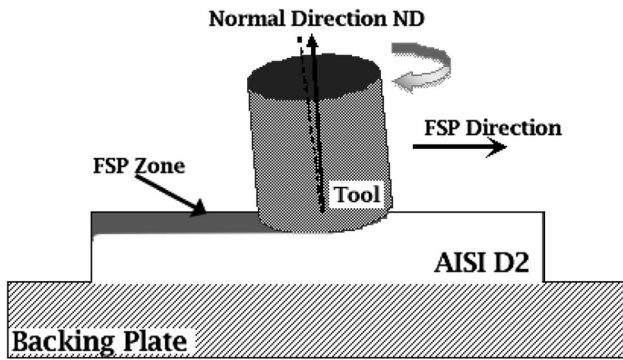 Normal Direction ND
FSP Direction
FSP Zone
Tool
AISI D2
Backing Plate